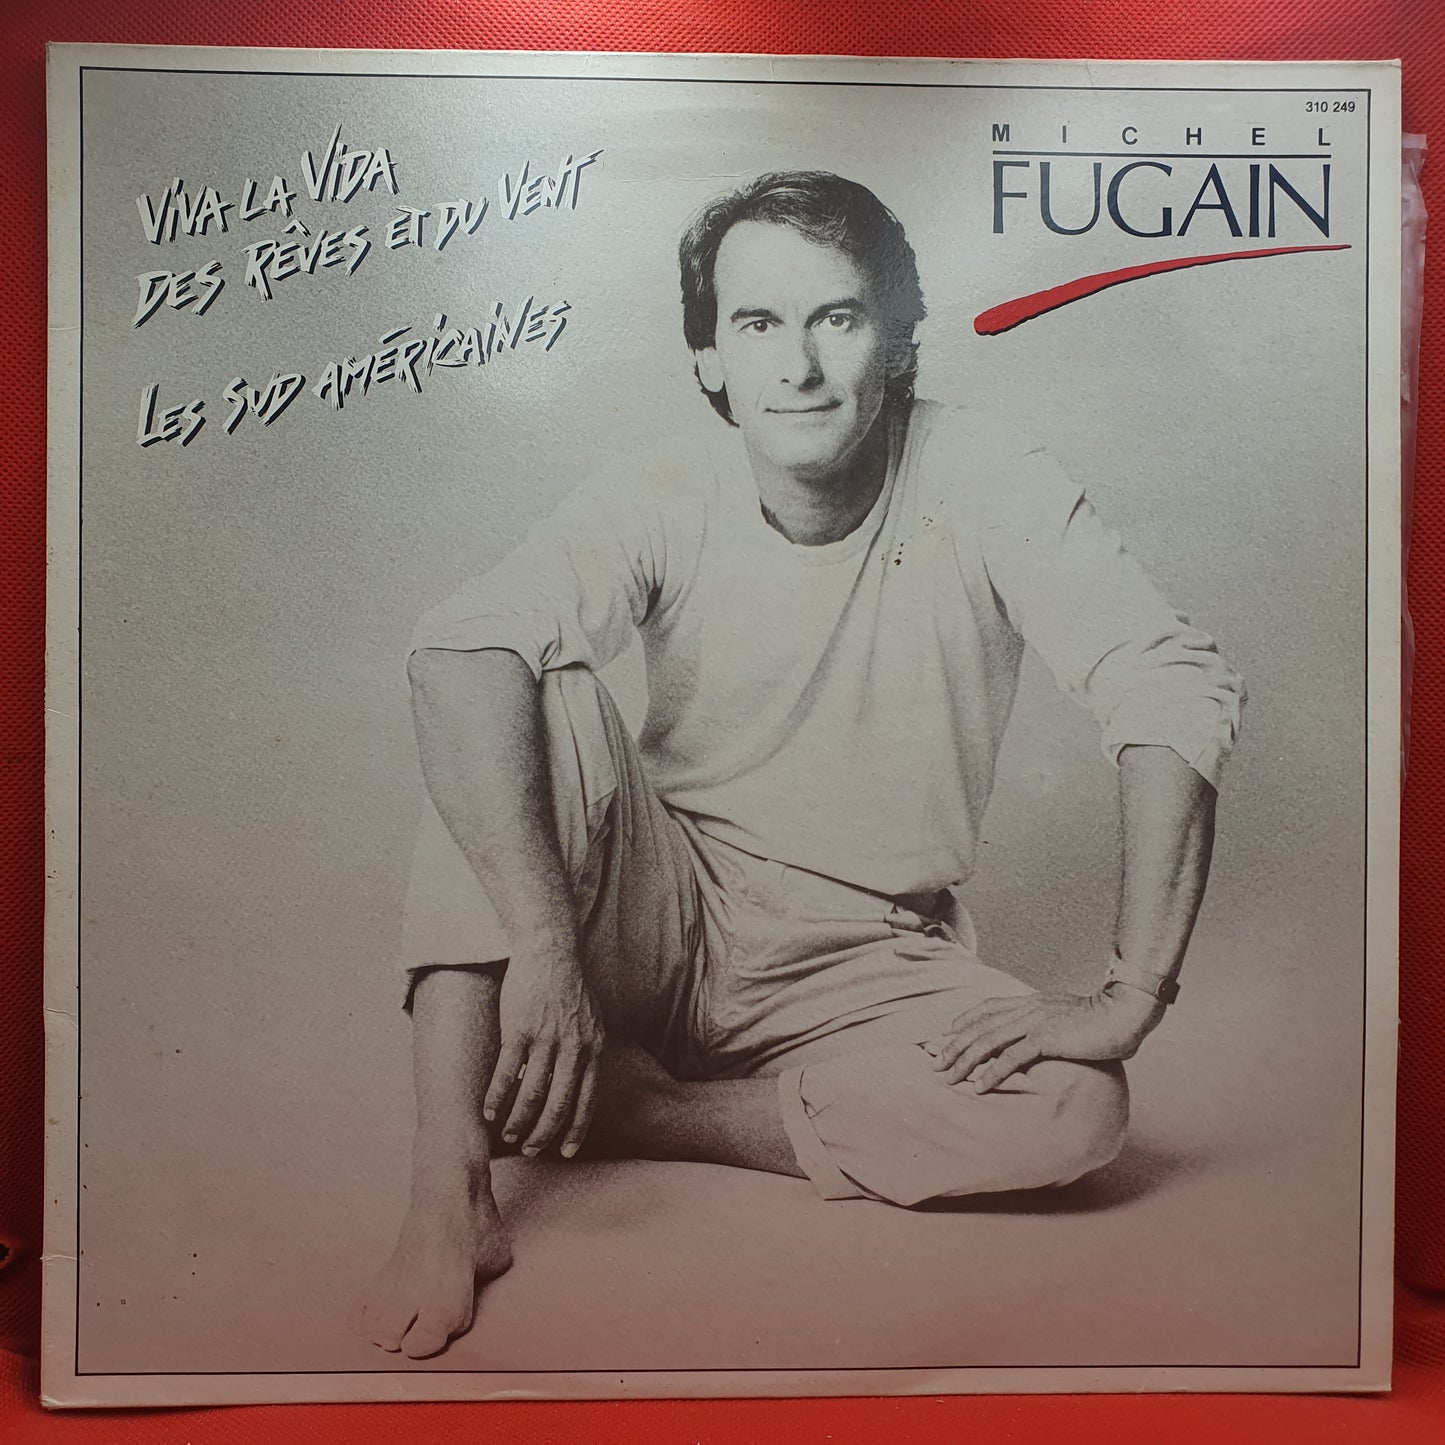 310 249
MICHEL
FUGAIN
VIVA LA VIDA
DES RÊVES ET DU VENT
LES SUD AMÉRICAINES